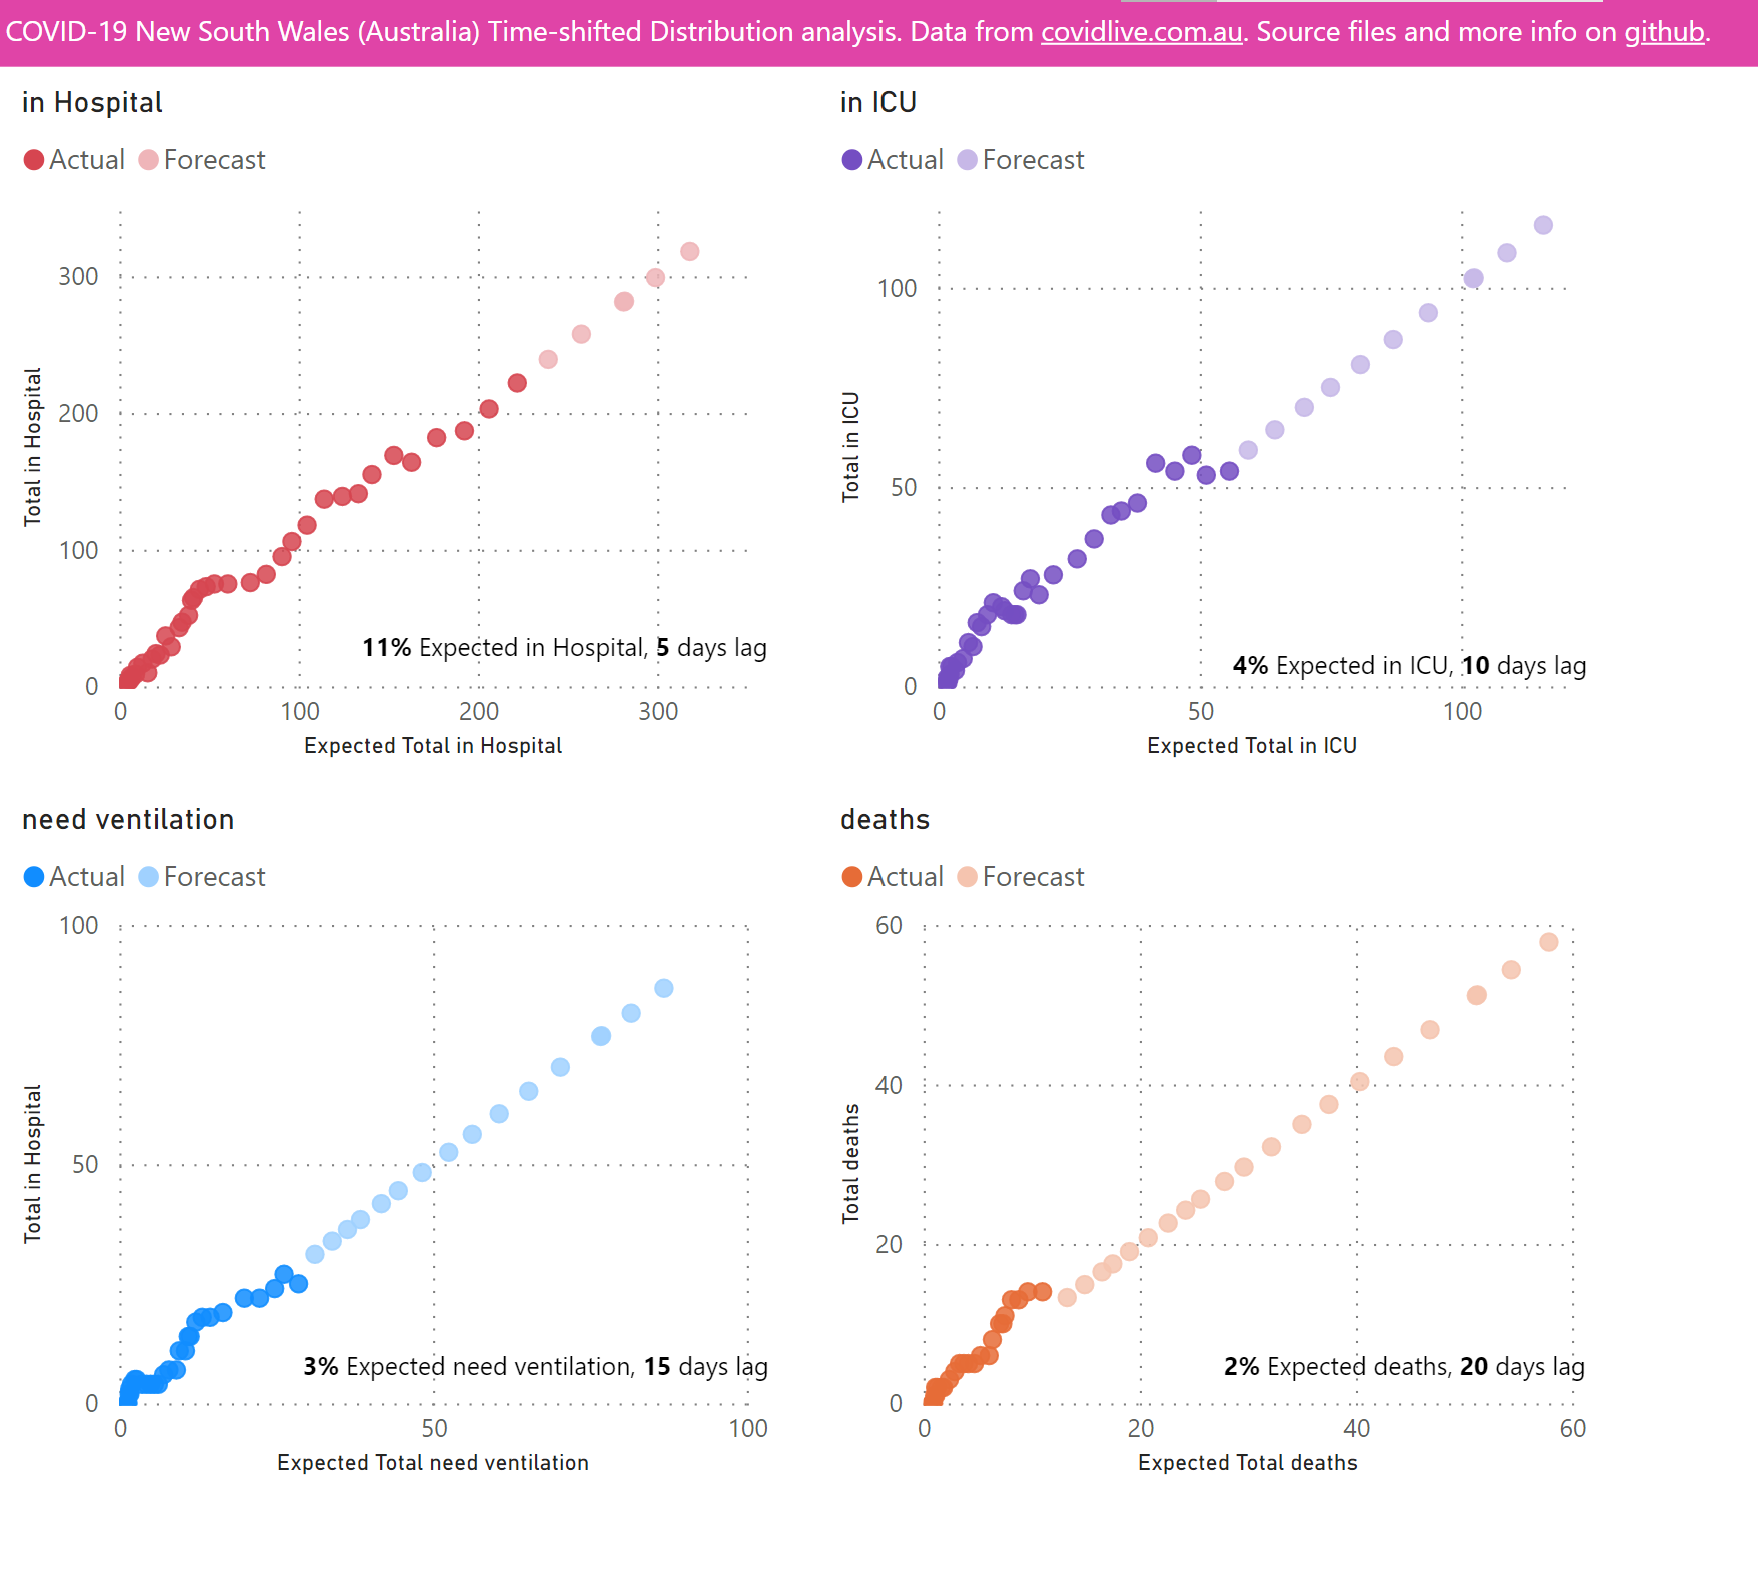 COVID-19 New South Wales (Australia) Time-shifted Distribution analysis. Data from covidlive.com.au. Source files and more info on github.
in Hospital
Actual Forecast
300
200
100
0
0 100 200 300
Total in Hospital
Expected Total in Hospital
11% Expected in Hospital, 5 days lag
in ICU
Actual Forecast
100
50
0
0 50 100
Total in ICU
Expected Total in ICU
4% Expected in ICU, 10 days lag
need ventilation
Actual Forecast
100
50
0
0 50 100
Total in Hospital
Expected Total need ventilation
3% Expected need ventilation, 15 days lag
deaths
Actual Forecast
60
40
20
0
0 20 40 60
Total deaths
Expected Total deaths
2% Expected deaths, 20 days lag